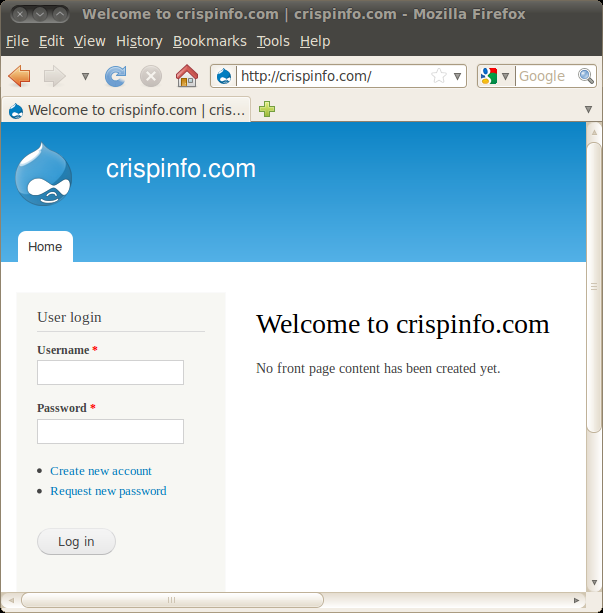 Welcome to crispinfo.com | crispinfo.com - Mozilla Firefox
File Edit View History Bookmarks Tools Help
http://crispinfo.com/ Google
Welcome to crispinfo.com | cris...
crispinfo.com
Home
User login
Username *
Password *
Create new account
Request new password
Log in
Welcome to crispinfo.com
No front page content has been created yet.